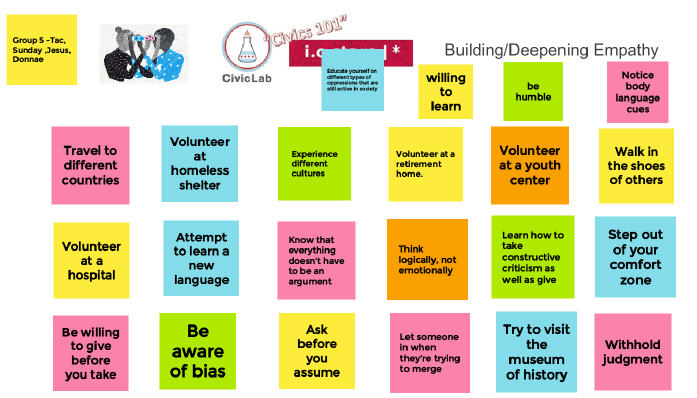 Group 5 -Tac,
Sunday ,Jesus,
Donnae
CivicLab
"Civics 101"
Building/Deepening Empathy
Educate yourself on
different types of
oppressions that are
still active in society
willing
to
learn
be
humble
Notice
body
language
cues
Travel to
different
countries
Volunteer
at
homeless
shelter
Experience
different
cultures
Volunteer at a
retirement
home.
Volunteer
at a youth
center
Walk in
the shoes
of others
Volunteer
at a
hospital
Attempt
to learn a
new
language
Know that
everything
doesn't have
to be an
argument
Think
logically, not
emotionally
Learn how to
take
constructive
criticism as
well as give
Step out
of your
comfort
zone
Be willing
to give
before
you take
Be
aware
of bias
Ask
before
you
assume
Let someone
in when
they're trying
to merge
Try to visit
the
museum
of history
Withhold
judgment